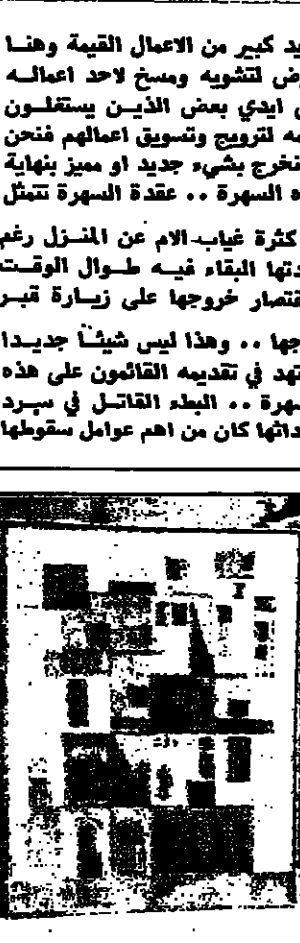 يد كبير من الاعمال القيمة وهنا
رض لتشويه ومسخ لاحد اعماله
ايدي بعض الذين يستغلون
مه لترويج وتسويق اعمالهم فنحن
نخرج بشيء جديد او مميز بنهاية
ه السهرة .. عقدة السهرة تتمثل
كثرة غياب الام عن المنزل رغم
دتها البقاء فيه طوال الوقت
قتصار خروجها على زيارة قبر
جها .. وهذا ليس شيئا جديدا
تهد في تقديمه القائمون على هذه
سهرة .. البطء القاتل في سرد
داثها كان من اهم عوامل سقوطها